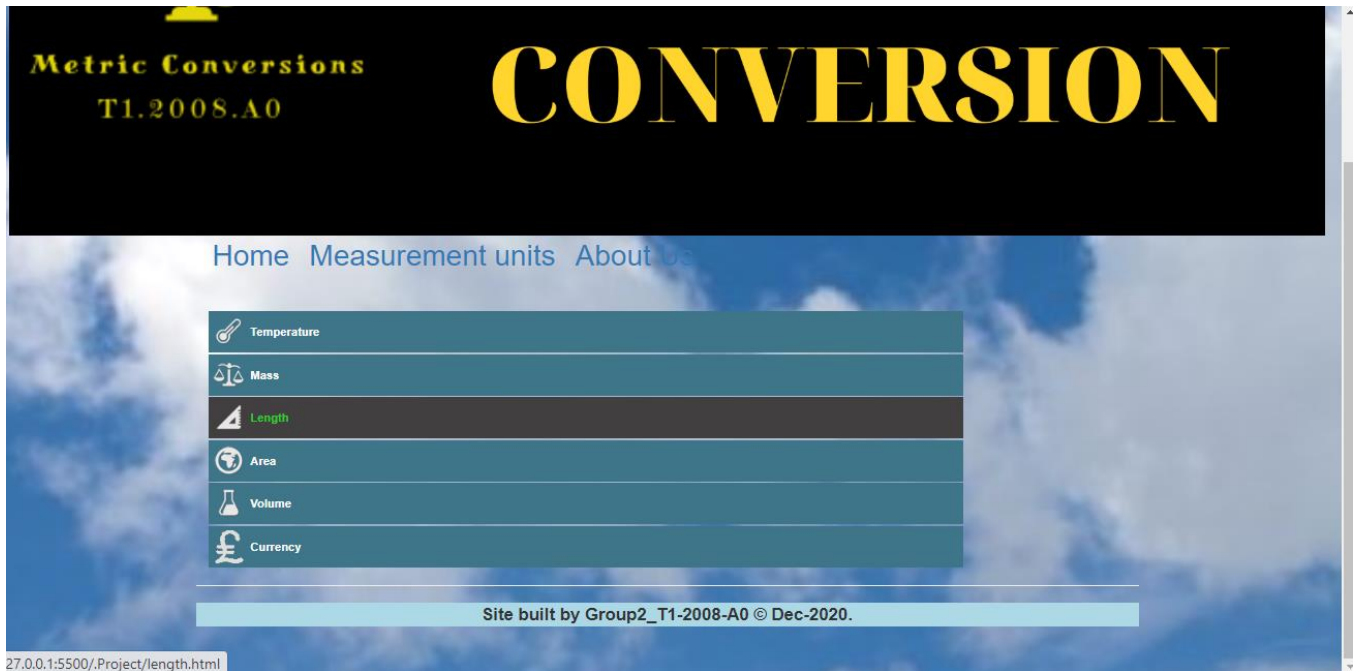 Metric Conversions
T1.2008.A0
CONVERSION
Home Measurement units About Us
Temperature
Mass
Length
Area
Volume
Currency
Site built by Group2_T1-2008-A0 © Dec-2020.
27.0.0.1:5500/.Project/length.html